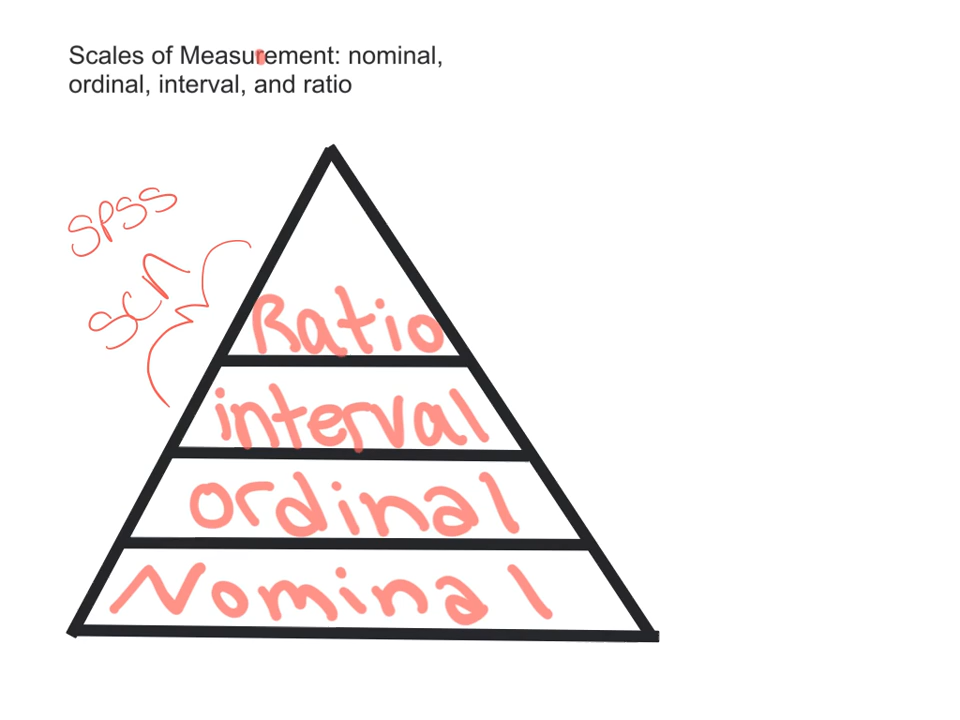 Scales of Measurement: nominal,
ordinal, interval, and ratio
SPSS
Scn
Ratio
interval
ordinal
Nominal